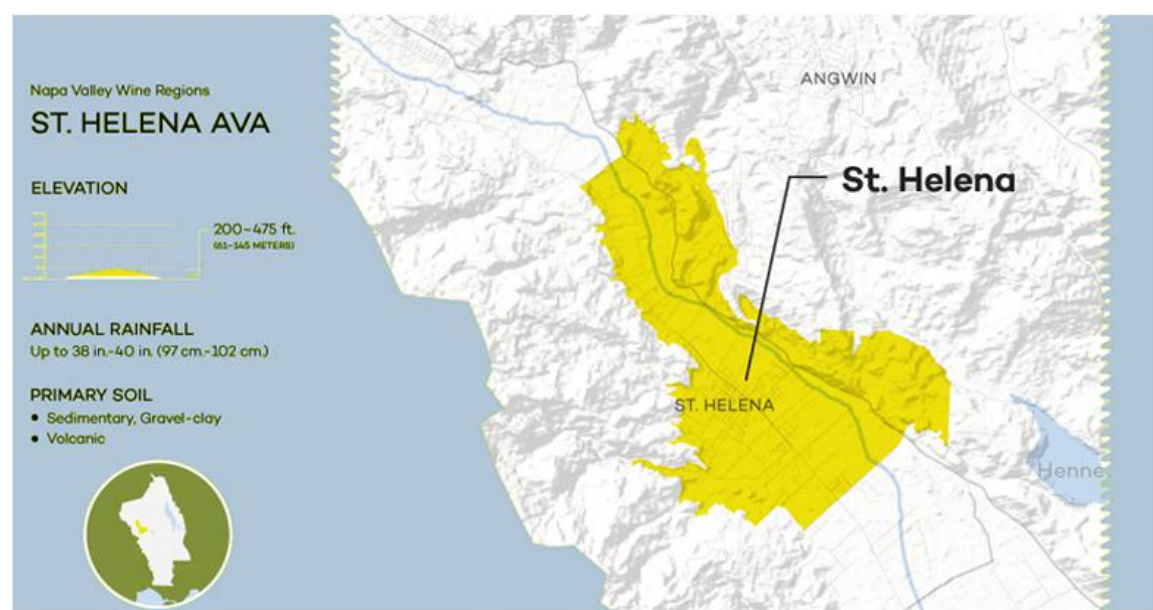 Napa Valley Wine Regions
ST. HELENA AVA
ELEVATION
200–475 ft.
(61–145 METERS)
ANNUAL RAINFALL
Up to 38 in.-40 in. (97 cm.-102 cm.)
PRIMARY SOIL
• Sedimentary, Gravel-clay
• Volcanic
ANGWIN
St. Helena
ST. HELENA
Henne